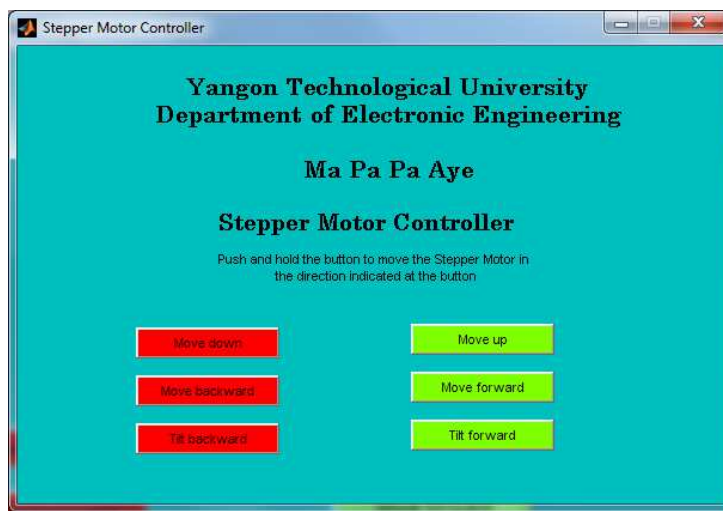 Stepper Motor Controller
Yangon Technological University
Department of Electronic Engineering
Ma Pa Pa Aye
Stepper Motor Controller
Push and hold the button to move the Stepper Motor in
the direction indicated at the button
Move down
Move up
Move backward
Move forward
Tilt backward
Tilt forward